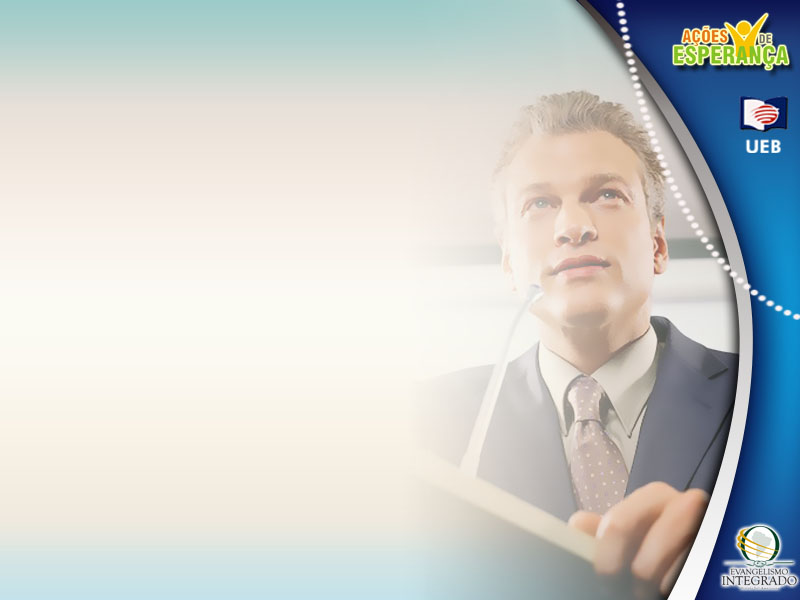 AÇÕES DE
ESPERANÇA
UEB
EVANGELISMO
INTEGRADO